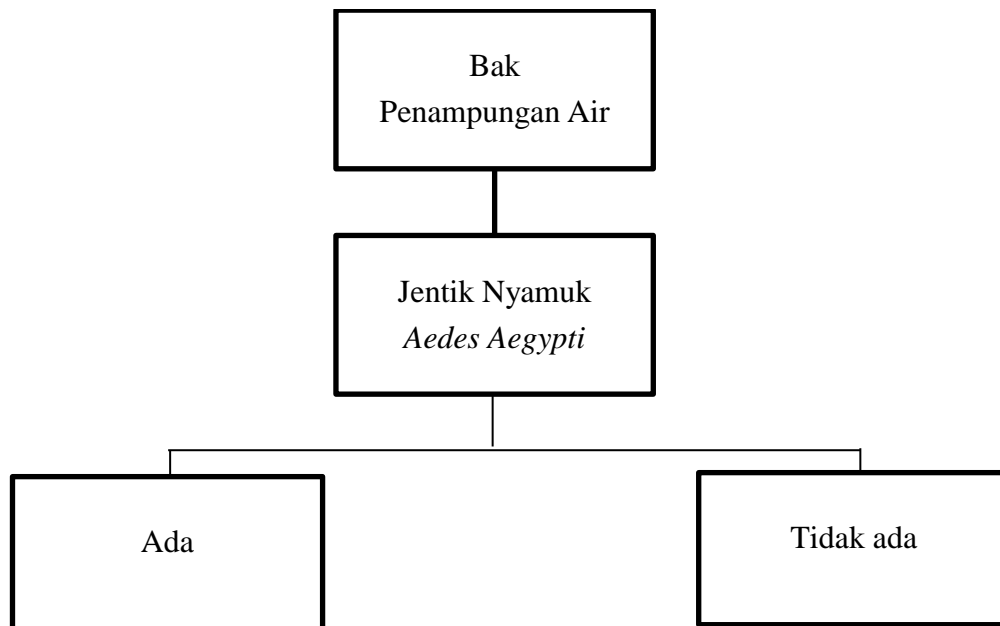 Bak
Penampungan Air
Jentik Nyamuk
Aedes Aegypti
Ada
Tidak ada